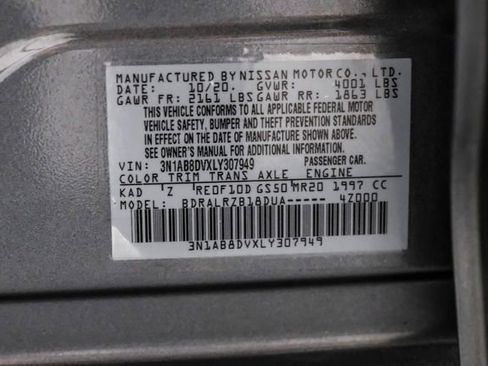 MANUFACTURED BY NISSAN MOTOR CO., LTD.
DATE: 10/20 GVWR: 4001 LBS
GAWR FR: 2161 LBS GAWR RR: 1863 LBS
THIS VEHICLE CONFORMS TO ALL APPLICABLE FEDERAL MOTOR
VEHICLE SAFETY, BUMPER AND THEFT PREVENTION STANDARDS
IN EFFECT ON THE DATE OF MANUFACTURE SHOWN ABOVE.
SEE OWNER'S MANUAL FOR ADDITIONAL INFORMATION.
VIN: 3N1AB8DVXLY307949 PASSENGER CAR.
COLOR TRIM TRANS AXLE ENGINE
KAD Z RE0F10D GS50 MR20 1997 CC
MODEL: BDRALRZB18DUA----- 4Z000
3N1AB8DVXLY307949